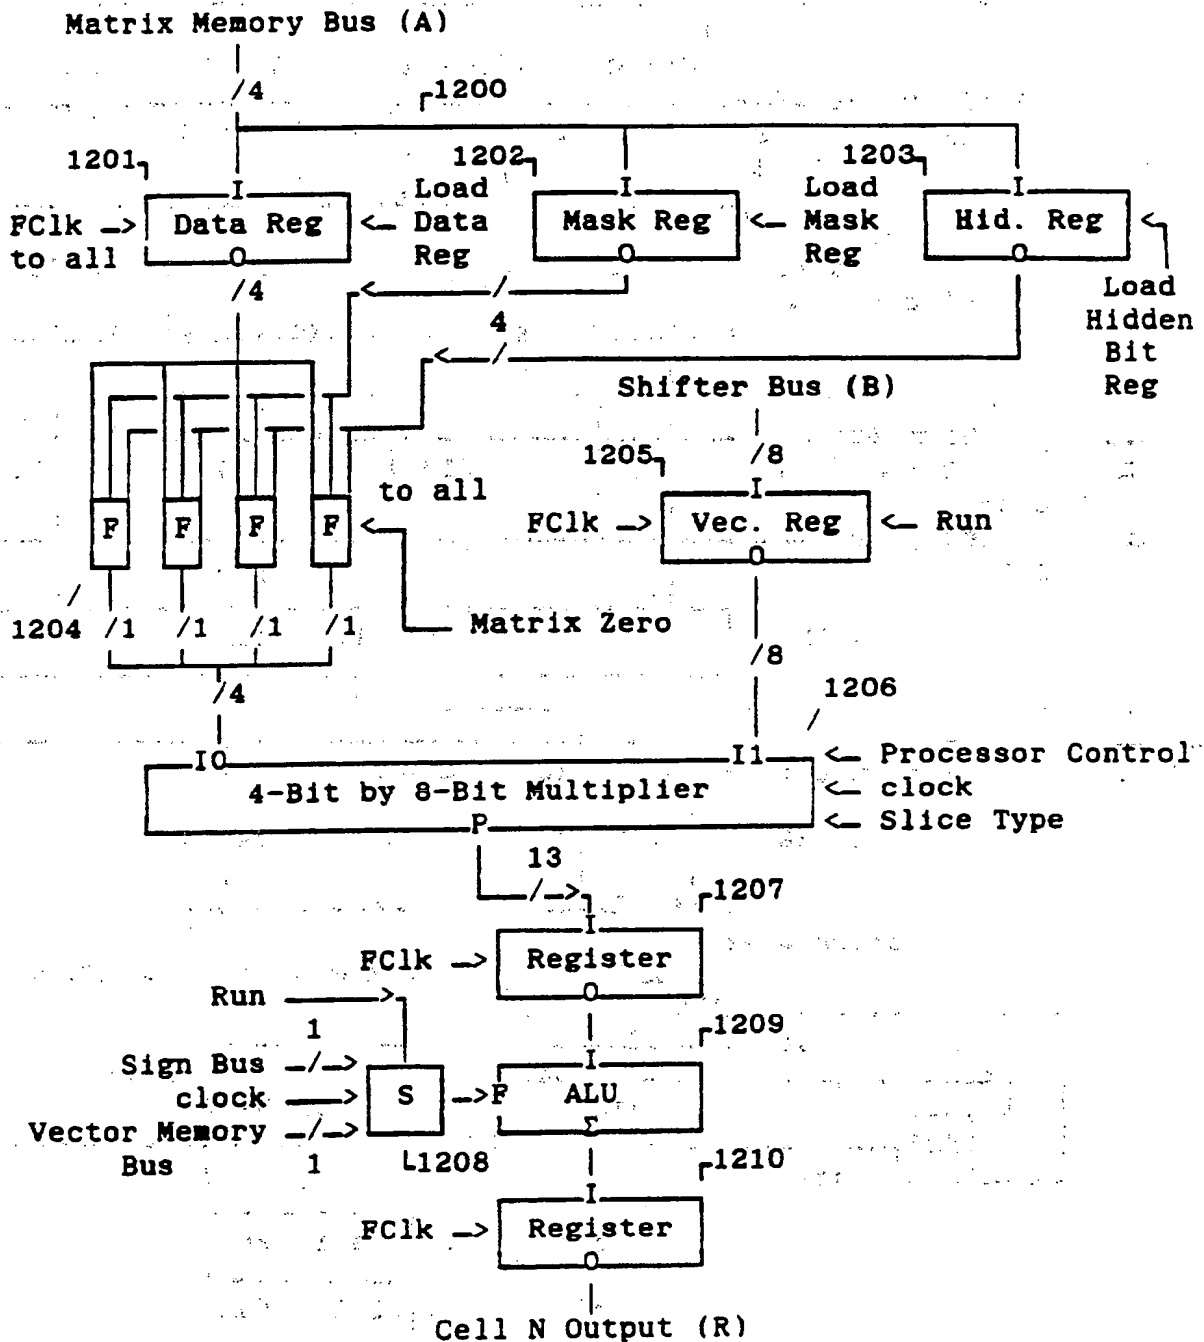 Matrix Memory Bus (A)
/4
1200
1201
1202
1203
I
I
I
FClk
to all
Data Reg
Load
Data
Reg
Mask Reg
Load
Mask
Reg
Hid. Reg
O
O
O
Load
Hidden
Bit
Reg
/4
/
4
/
Shifter Bus (B)
/8
1205
to all
I
F
F
F
F
FClk
Vec. Reg
Run
O
1204
/1
/1
/1
/1
Matrix Zero
/8
/4
1206
I0
I1
Processor Control
4-Bit by 8-Bit Multiplier
clock
P
Slice Type
13
/
1207
I
FClk
Register
O
Run
1
1209
Sign Bus
/
I
clock
S
F
ALU
Vector Memory
Bus
/
1
Σ
1208
1210
I
FClk
Register
O
Cell N Output (R)